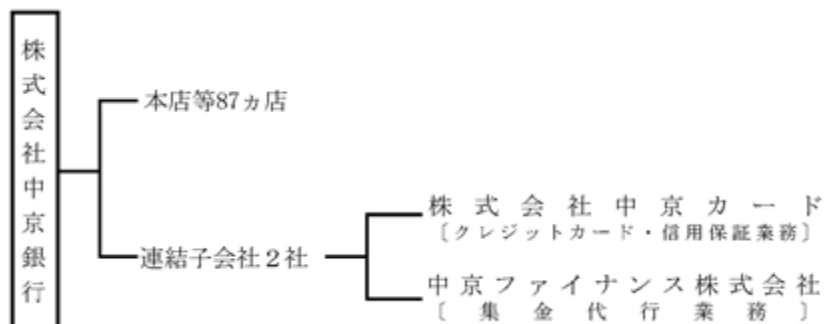 株式会社中京銀行
本店等87ヵ店
連結子会社２社
株式会社中京カード
〔クレジットカード・信用保証業務〕
中京ファイナンス株式会社
〔集金代行業務〕